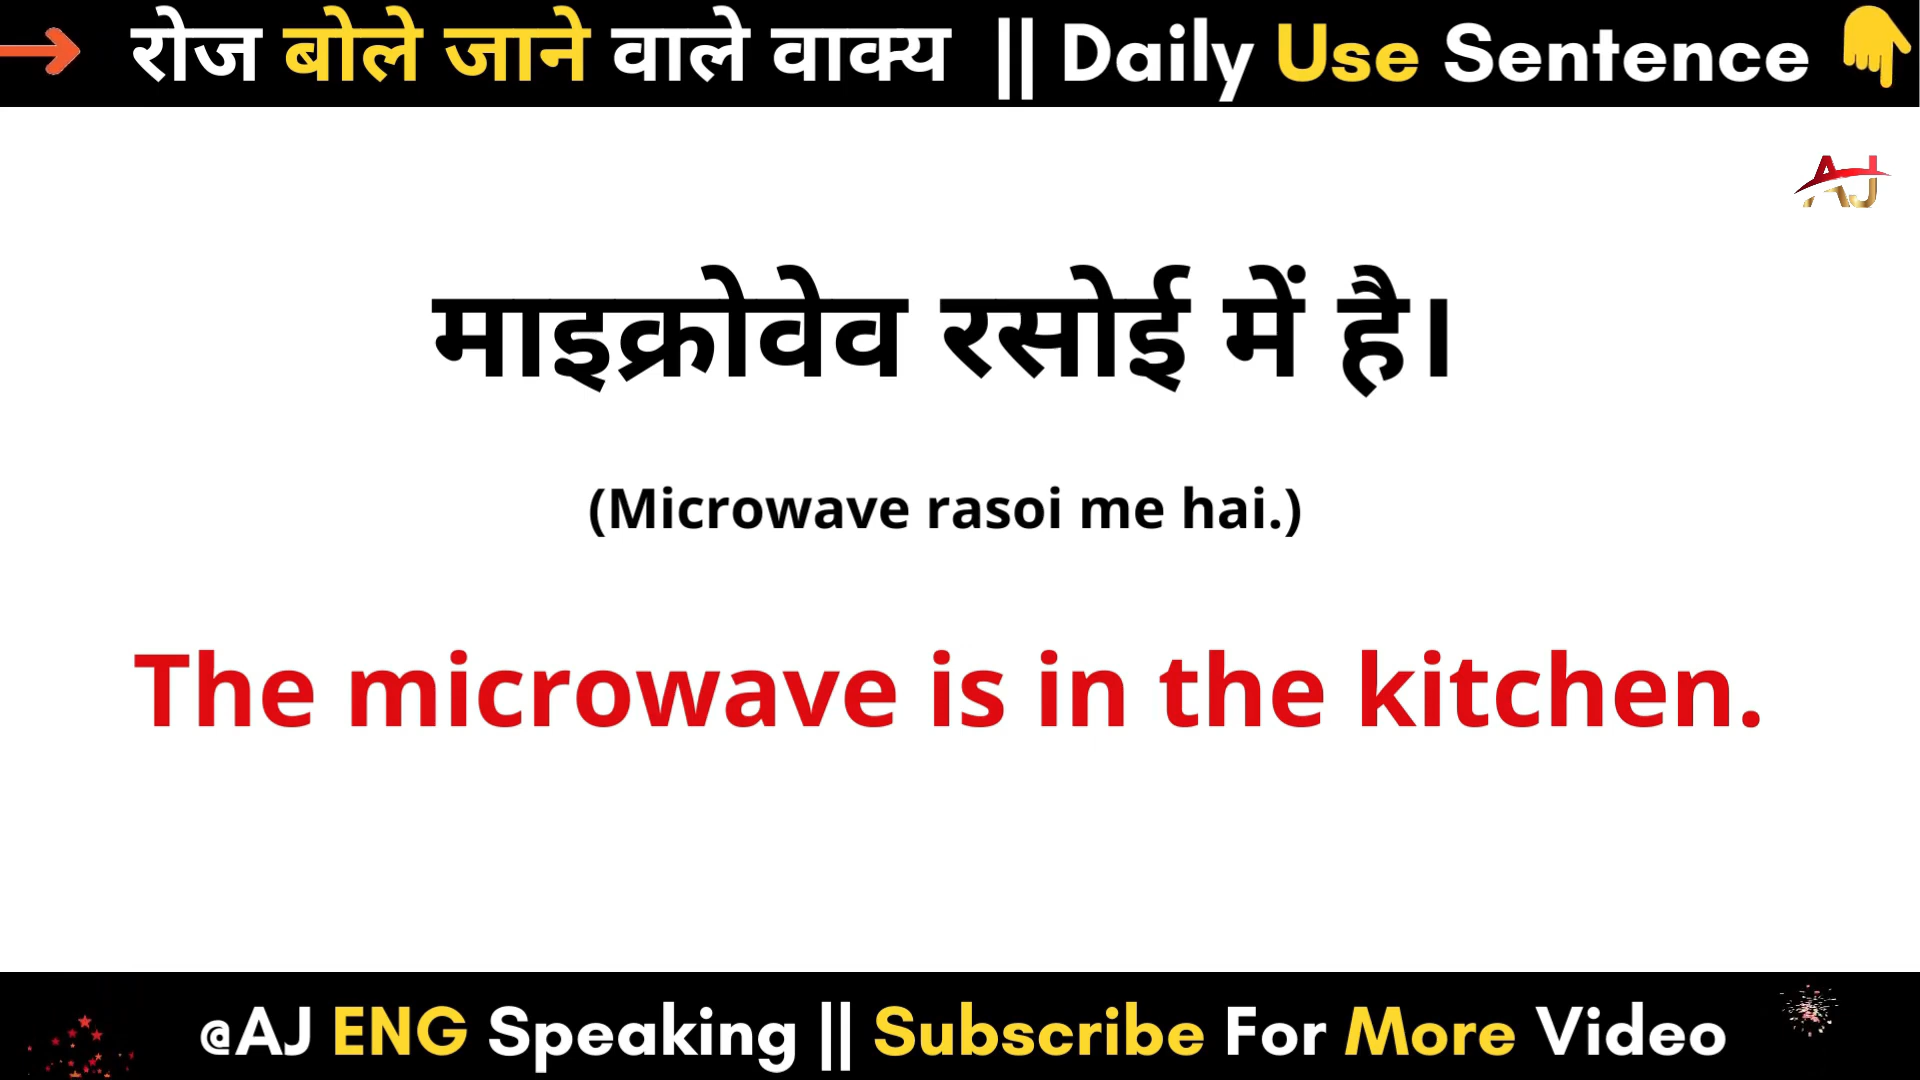 रोज बोले जाने वाले वाक्य || Daily Use Sentence
AJ
माइक्रोवेव रसोई में है।
(Microwave rasoi me hai.)
The microwave is in the kitchen.
@AJ ENG Speaking || Subscribe For More Video